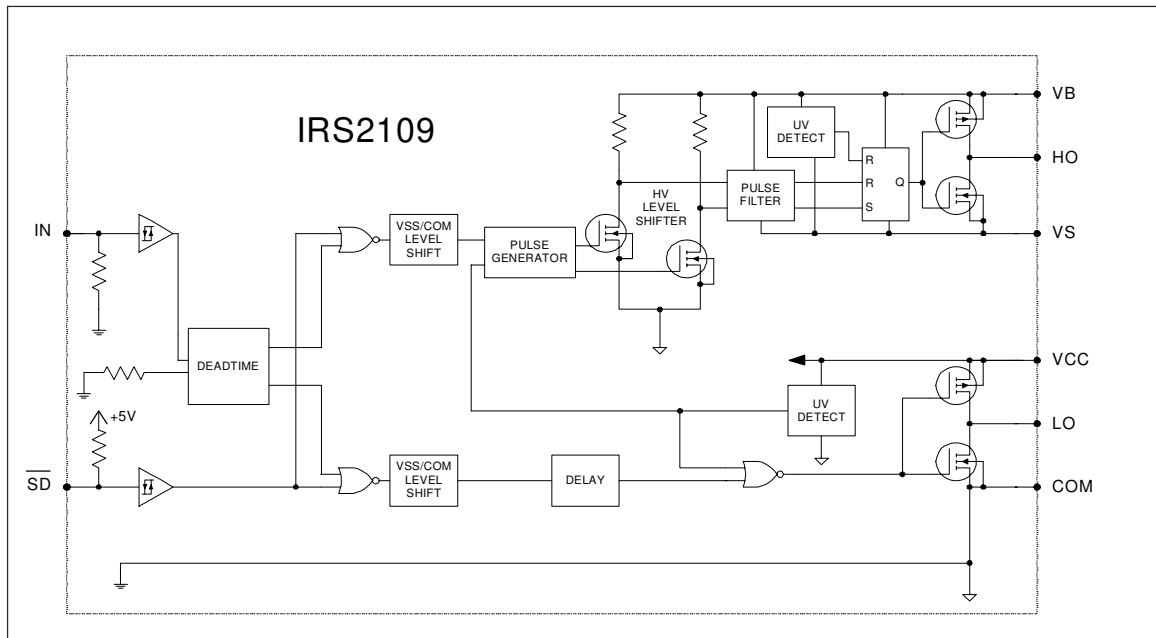 IRS2109
VB
UV
DETECT
HO
R
R
Q
S
PULSE
FILTER
HV
LEVEL
SHIFTER
VS
IN
VSS/COM
LEVEL
SHIFT
PULSE
GENERATOR
DEADTIME
VCC
+5V
UV
DETECT
LO
SD
VSS/COM
LEVEL
SHIFT
DELAY
COM